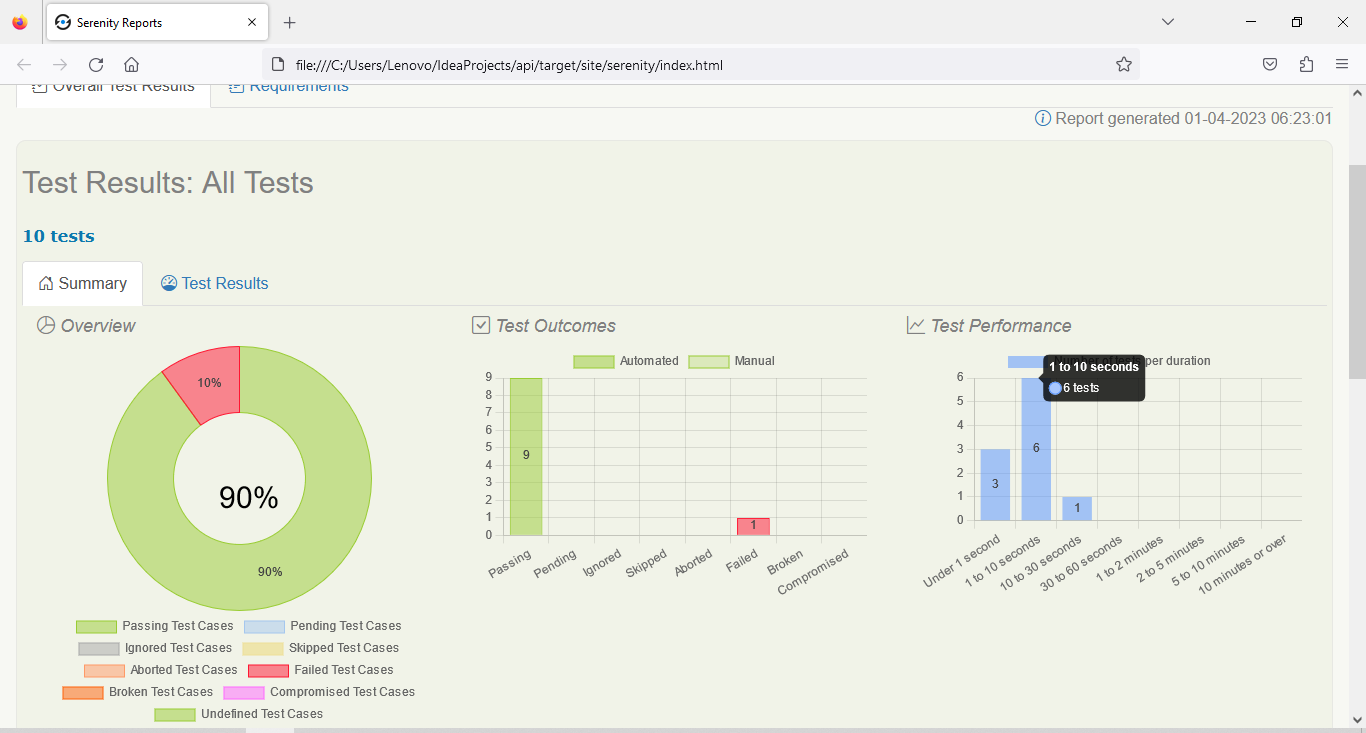 Serenity Reports
file:///C:/Users/Lenovo/IdeaProjects/api/target/site/serenity/index.html
Overall Test Results
Requirements
Report generated 01-04-2023 06:23:01
Test Results: All Tests
10 tests
Summary
Test Results
Overview
10%
90%
90%
Passing Test Cases
Pending Test Cases
Ignored Test Cases
Skipped Test Cases
Aborted Test Cases
Failed Test Cases
Broken Test Cases
Compromised Test Cases
Undefined Test Cases
Test Outcomes
Automated
Manual
9
8
7
6
5
4
3
2
1
0
9
1
Passing
Pending
Ignored
Skipped
Aborted
Failed
Broken
Compromised
Test Performance
Number of tests per duration
1 to 10 seconds
6 tests
6
5
4
3
2
1
0
3
6
1
Under 1 second
1 to 10 seconds
10 to 30 seconds
30 to 60 seconds
1 to 2 minutes
2 to 5 minutes
5 to 10 minutes
10 minutes or over